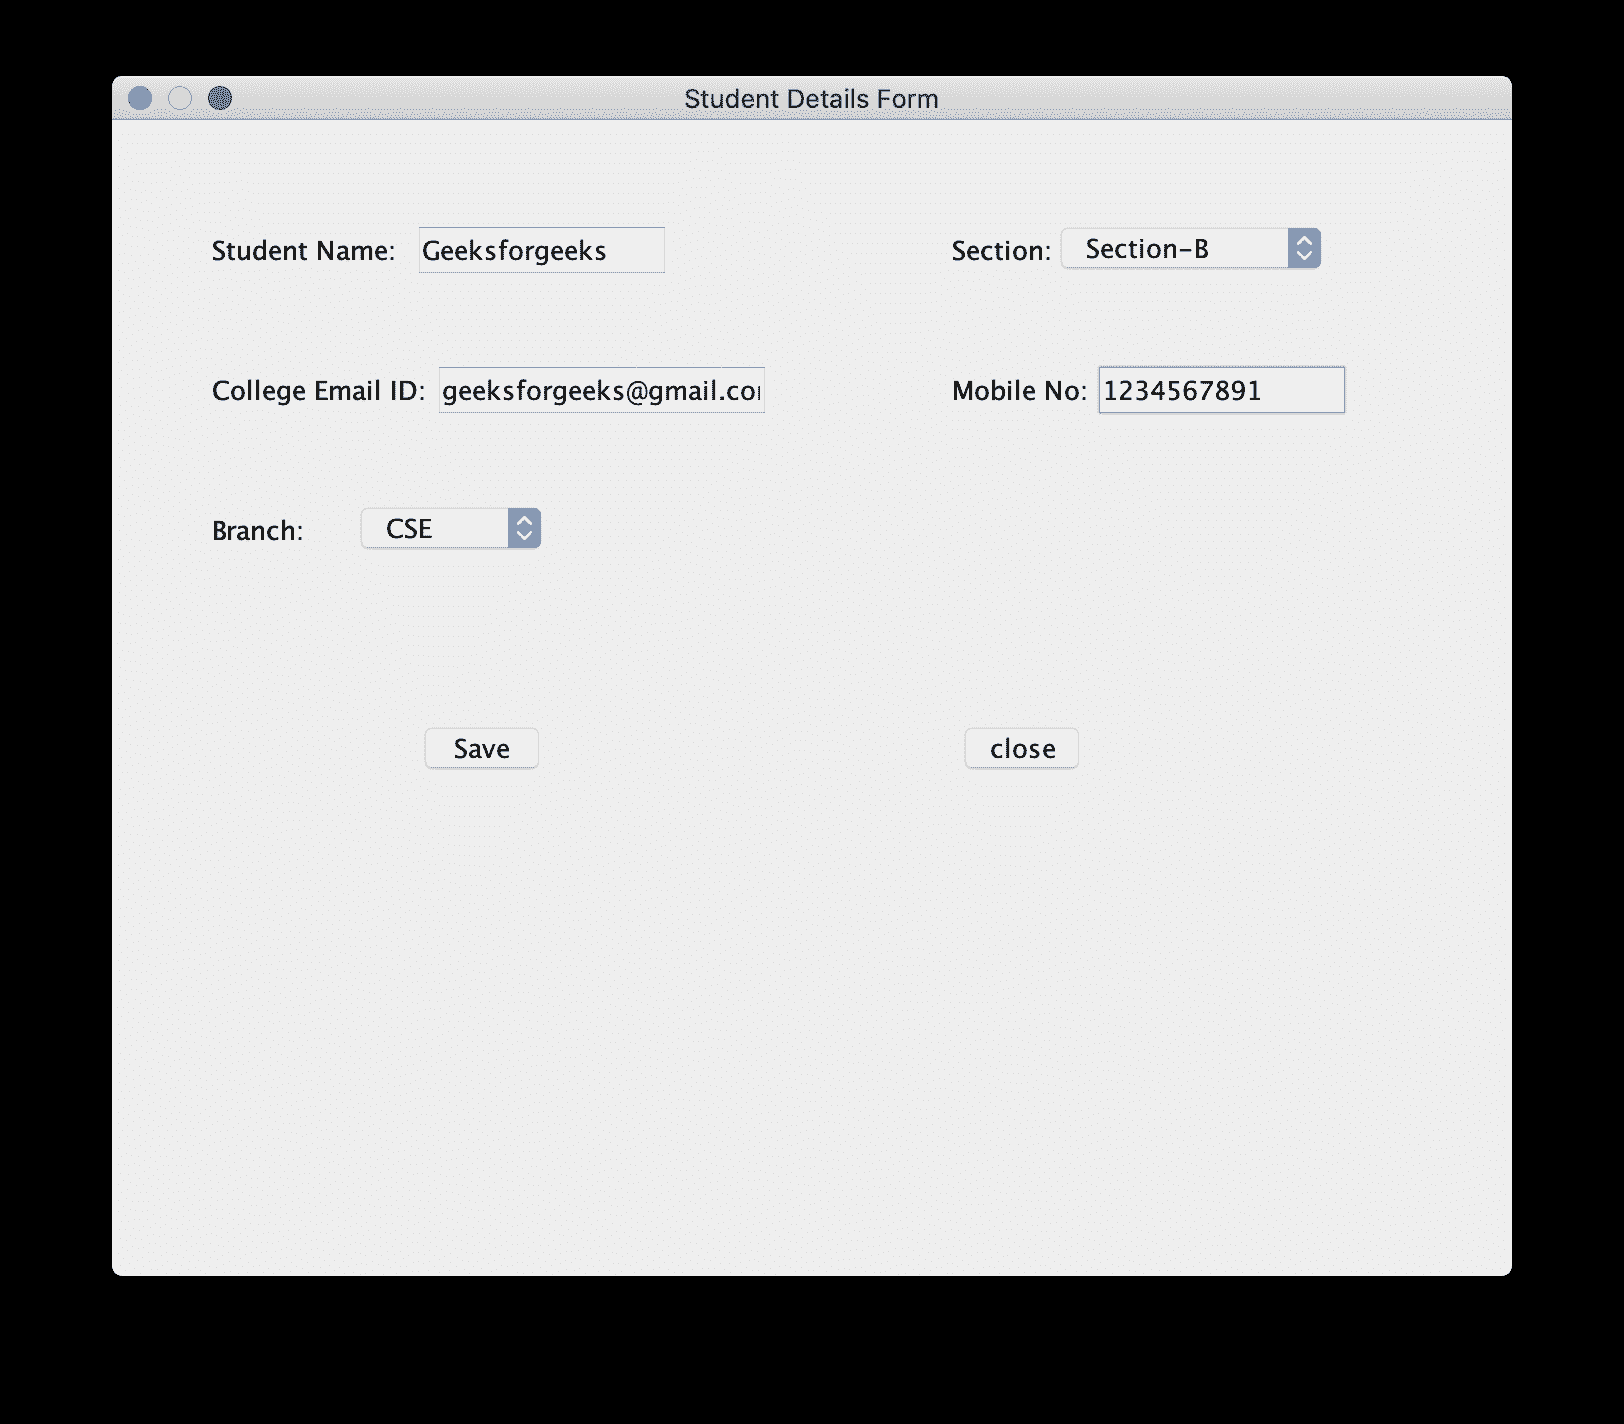 Student Details Form
Student Name: Geeksforgeeks Section: Section-B
College Email ID: geeksforgeeks@gmail.co Mobile No: 1234567891
Branch: CSE
Save close